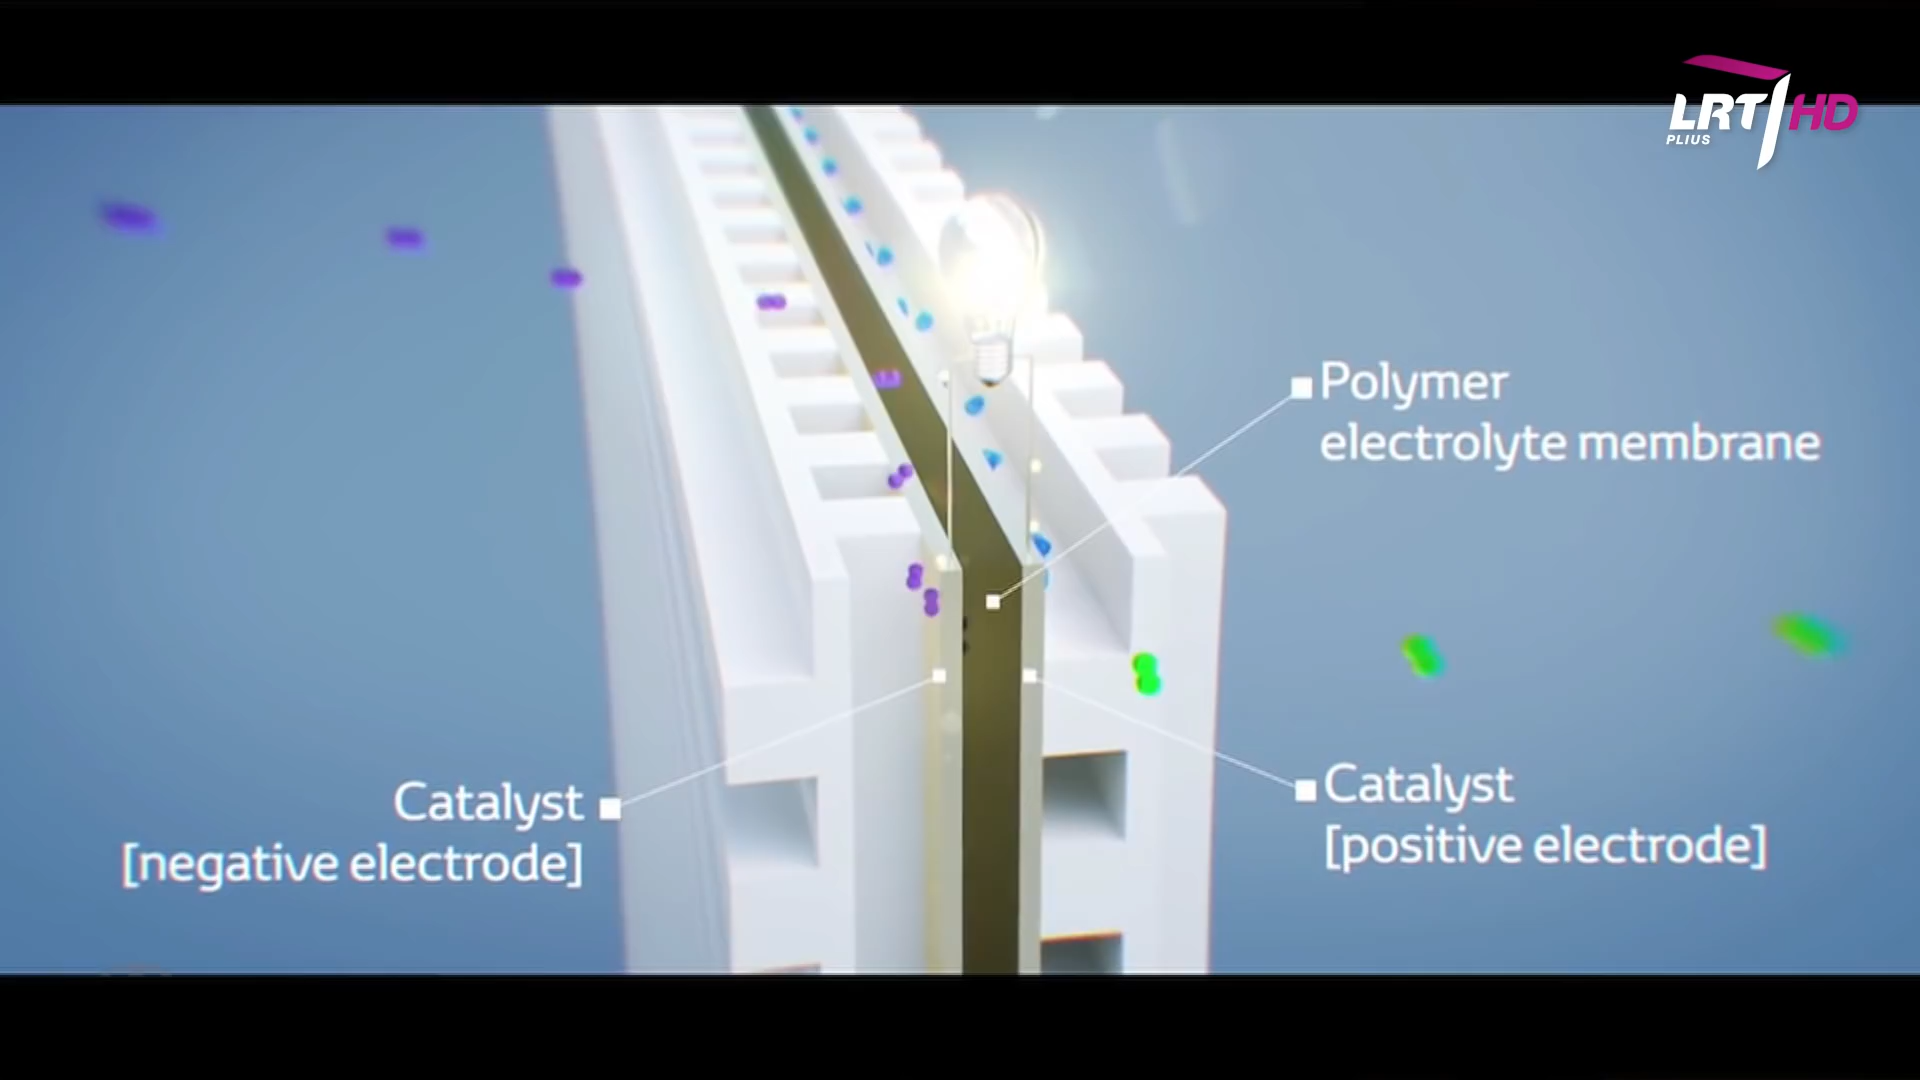 LRT HD
PLIUS
Polymer
electrolyte membrane
Catalyst
[negative electrode]
Catalyst
[positive electrode]